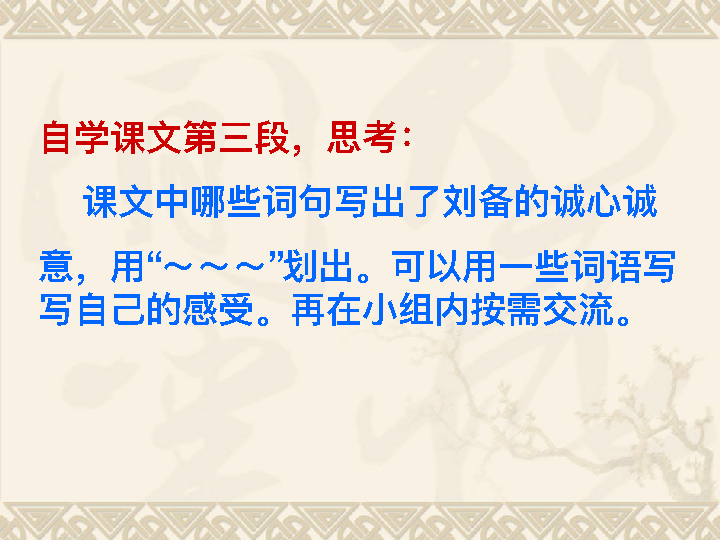 自学课文第三段，思考：
课文中哪些词句写出了刘备的诚心诚
意，用“～～～”划出。可以用一些词语写
写自己的感受。再在小组内按需交流。